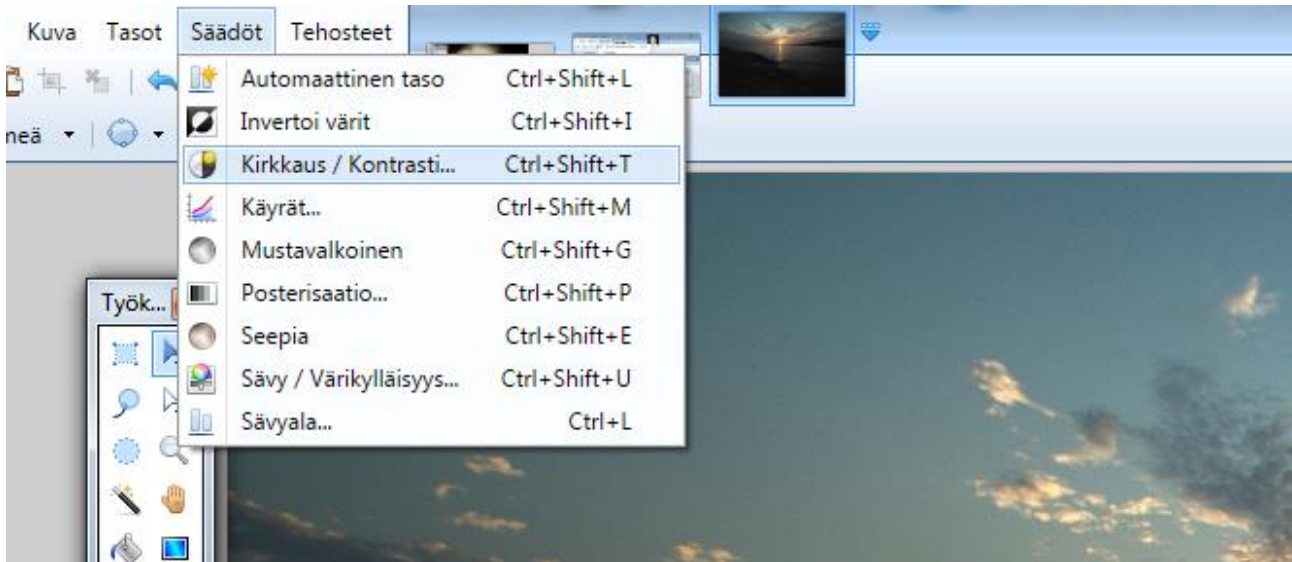 Kuva Tasot Säädöt Tehosteet
Automaattinen taso Ctrl+Shift+L
Invertoi värit Ctrl+Shift+I
Kirkkaus / Kontrasti... Ctrl+Shift+T
Käyrät... Ctrl+Shift+M
Mustavalkoinen Ctrl+Shift+G
Posterisaatio... Ctrl+Shift+P
Seepia Ctrl+Shift+E
Sävy / Värikylläisyys... Ctrl+Shift+U
Sävyala... Ctrl+L
Työk...